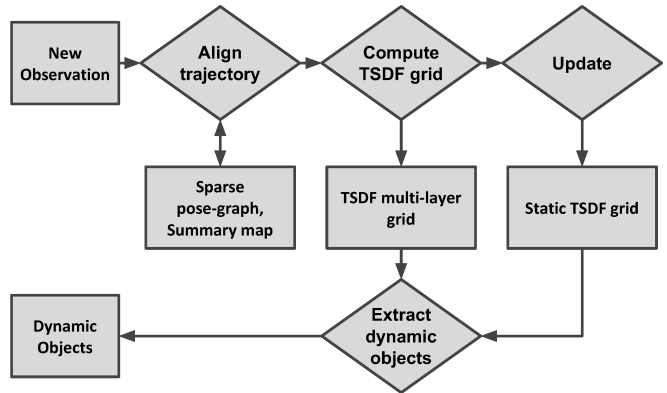 New
Observation
Align
trajectory
Compute
TSDF grid
Update
Sparse
pose-graph,
Summary map
TSDF multi-layer
grid
Static TSDF grid
Dynamic
Objects
Extract
dynamic
objects